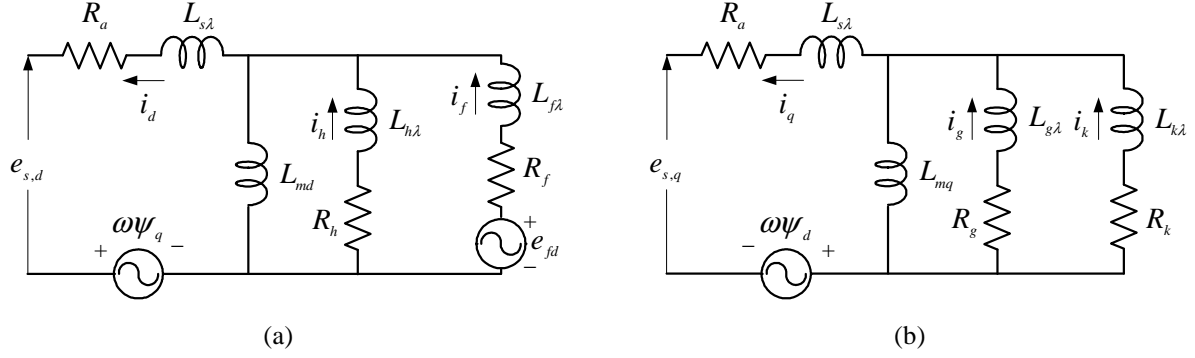 R_a L_{sλ}
i_d
i_h
i_f
L_{hλ}
L_{fλ}
e_{s,d}
L_{md}
R_f
R_h
+ ωψ_q −
+ e_{fd} −
(a)
R_a L_{sλ}
i_q
i_g
L_{gλ}
i_k
L_{kλ}
e_{s,q}
L_{mq}
R_g
R_k
− ωψ_d +
(b)